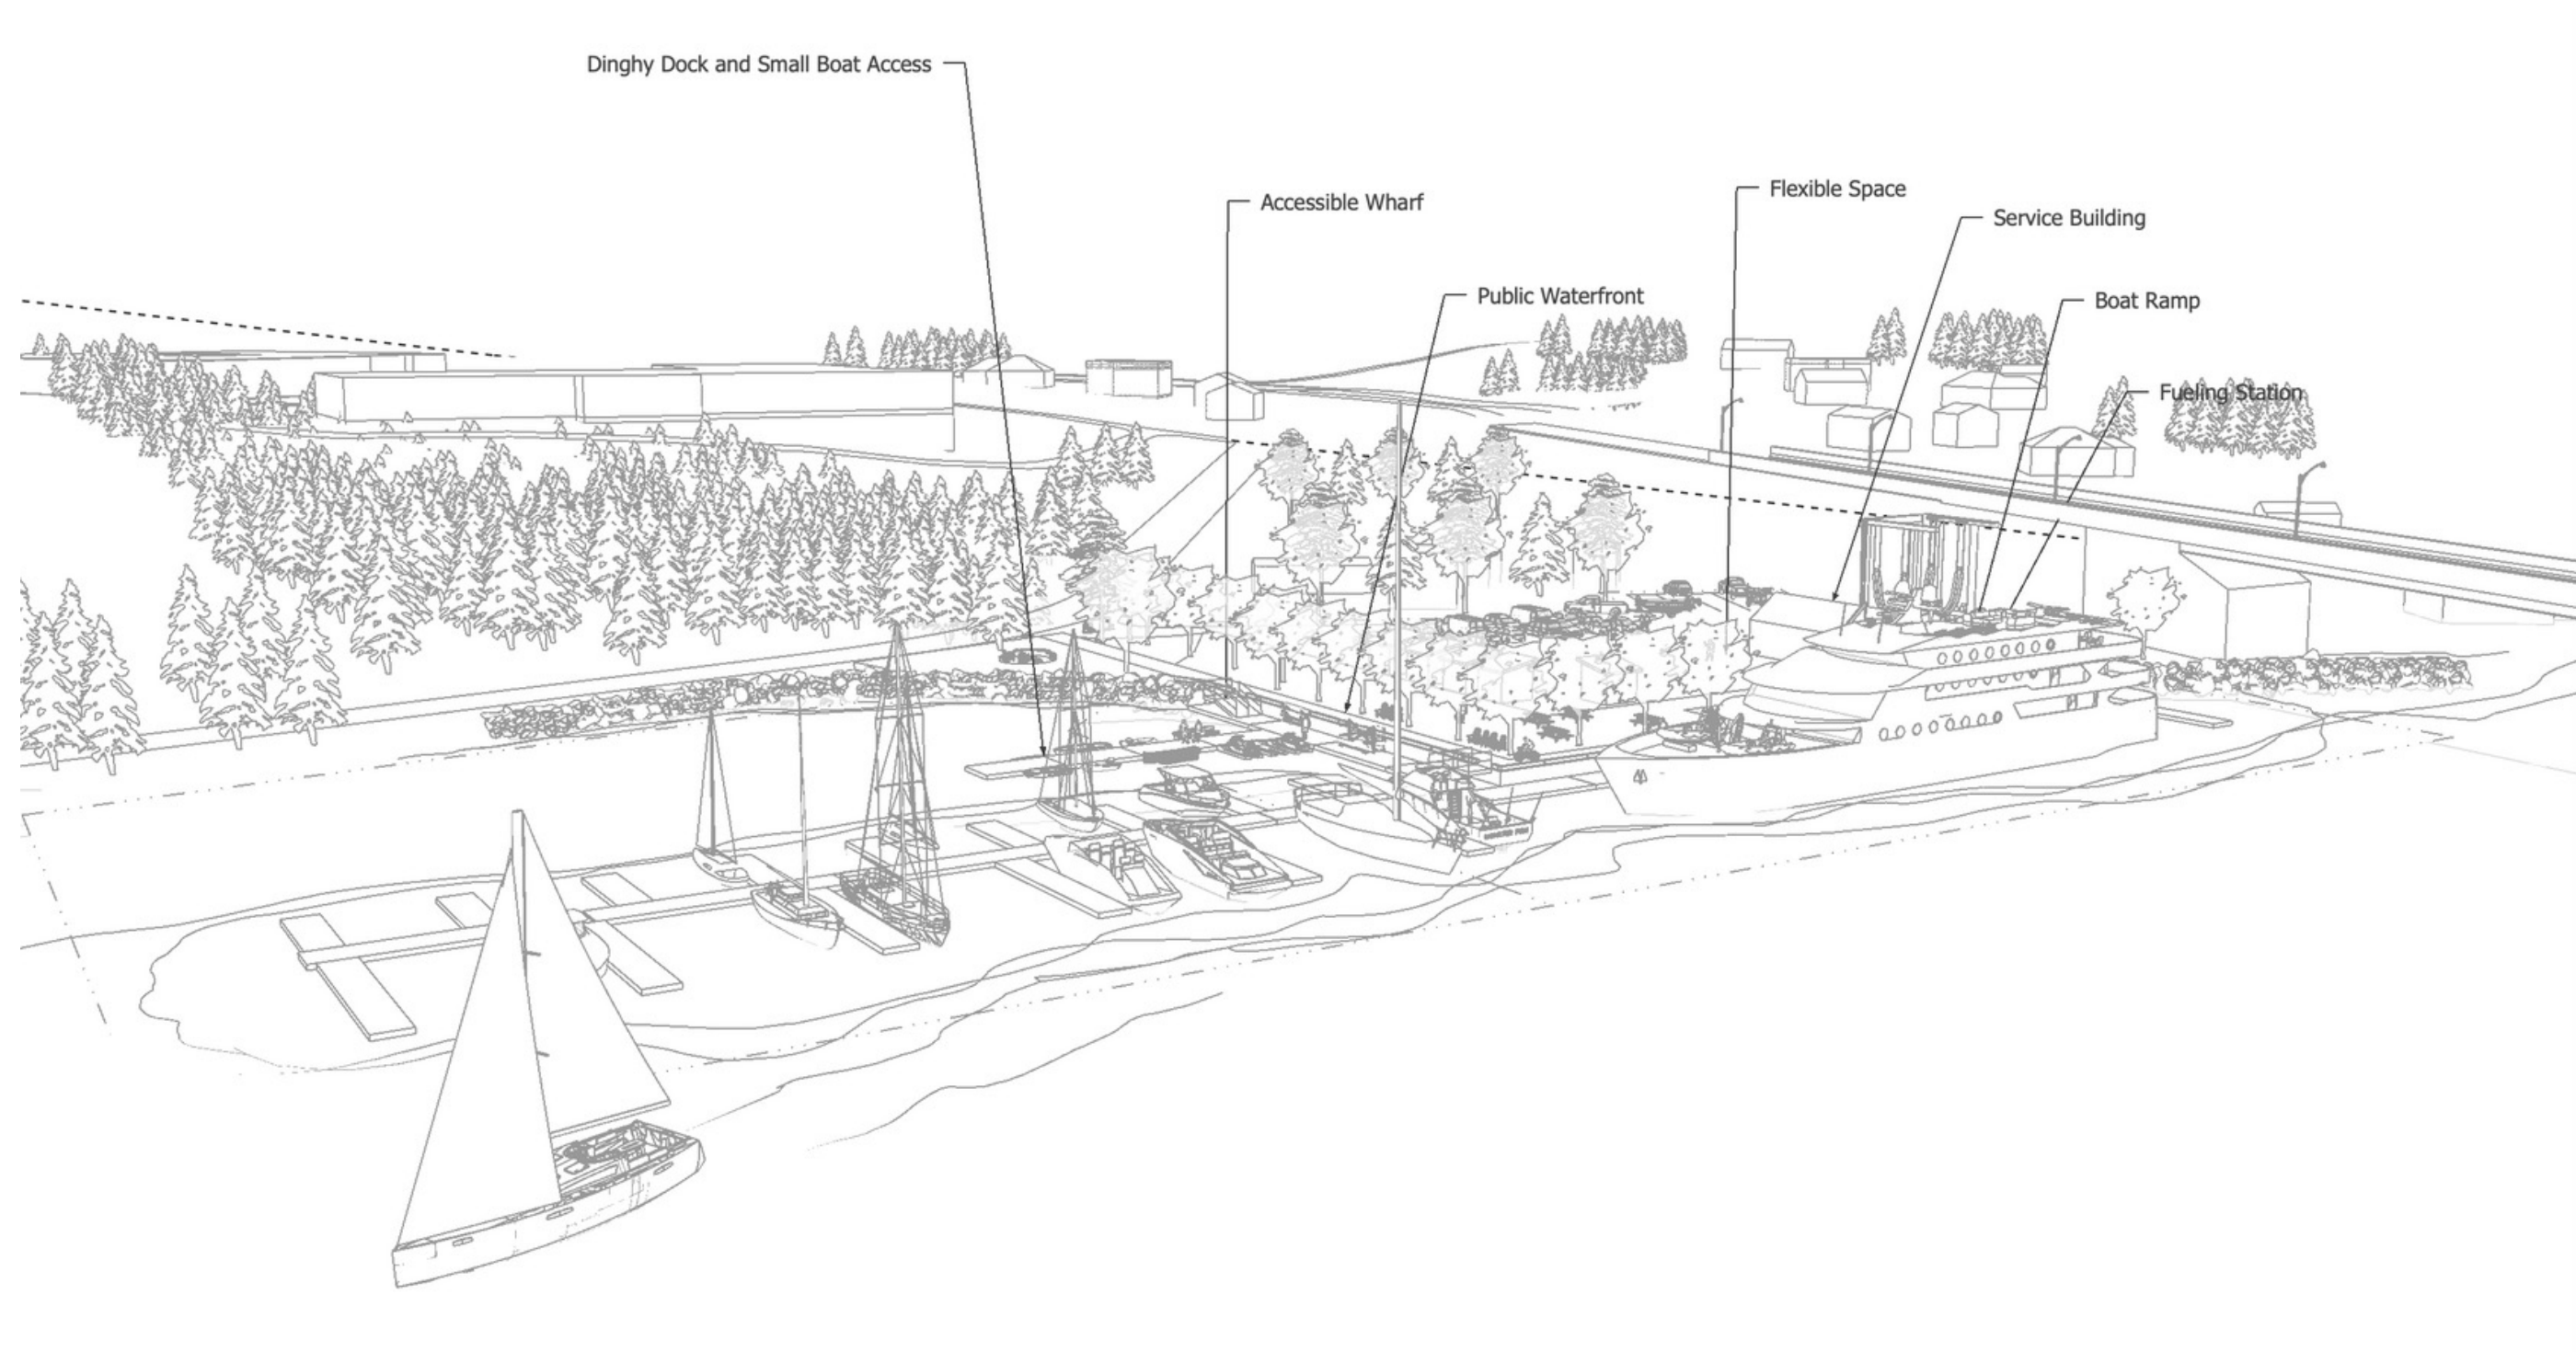 Dinghy Dock and Small Boat Access
Flexible Space
Accessible Wharf
Service Building
Public Waterfront
Boat Ramp
Fueling Station